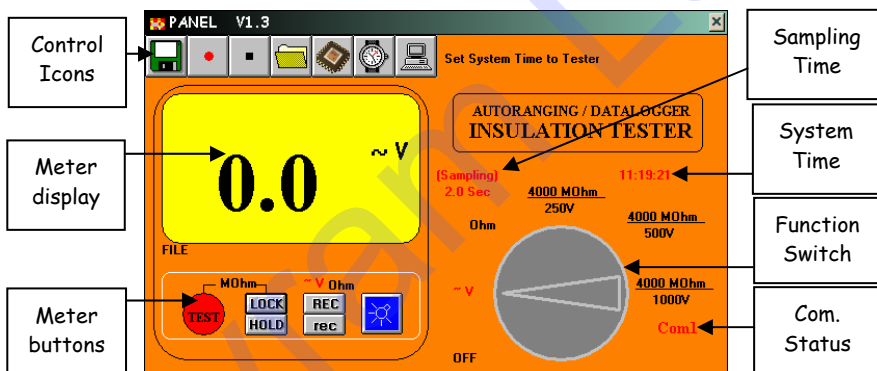 PANEL V1.3
Control
Icons
Set System Time to Tester
Sampling
Time
AUTORANGING / DATALOGGER
INSULATION TESTER
System
Time
Meter
display
0.0
~ V
(Sampling)
2.0 Sec
11:19:21
4000 MOhm
250V
4000 MOhm
500V
Ohm
Function
Switch
FILE
4000 MOhm
1000V
~ V
MOhm
~ V Ohm
TEST
LOCK
HOLD
REC
rec
Meter
buttons
Com1
Com.
Status
OFF